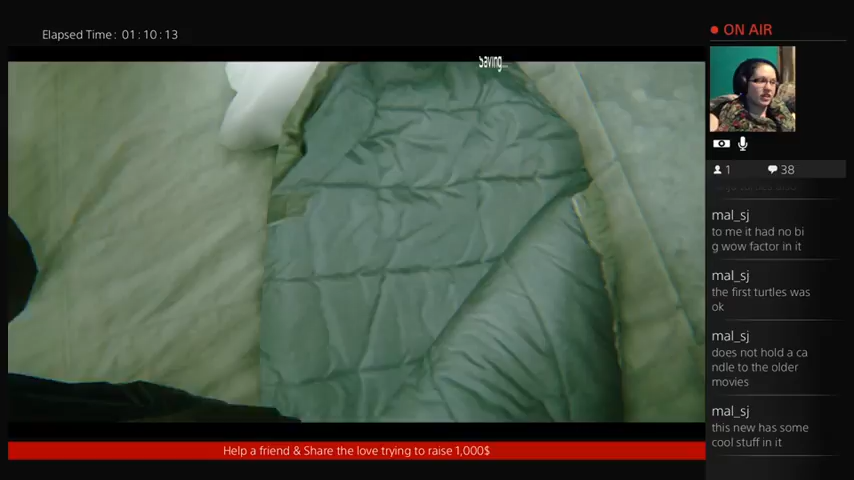 Elapsed Time: 01:10:13
ON AIR
Saving...
1
38
mal_sj
to me it had no bi
g wow factor in it
mal_sj
the first turtles was
ok
mal_sj
does not hold a ca
ndle to the older
movies
mal_sj
this new has some
cool stuff in it
Help a friend & Share the love trying to raise 1,000$